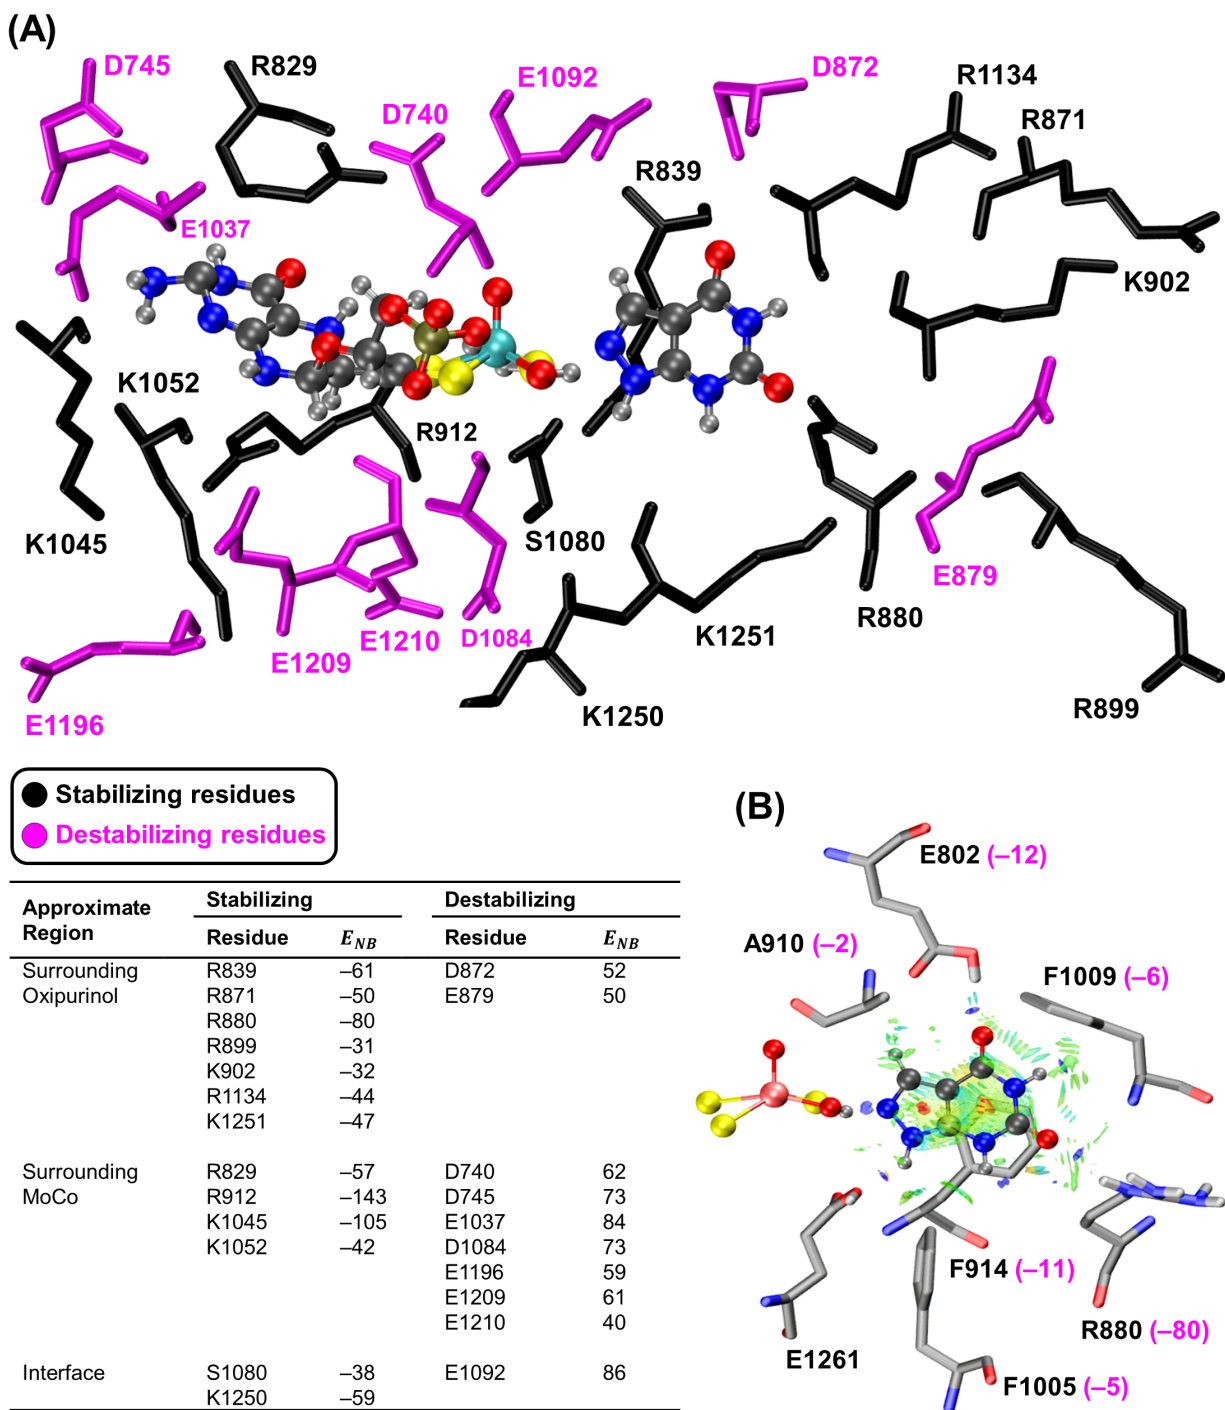 (A)
D745
R829
E1092
D872
R1134
D740
R871
R839
E1037
K902
K1052
R912
K1045
S1080
E879
R880
K1251
E1210
D1084
E1209
K1250
R899
E1196
Stabilizing residues
Destabilizing residues
(B)
E802 (–12)
A910 (–2)
F1009 (–6)
F914 (–11)
R880 (–80)
E1261
F1005 (–5)
Approximate Region Stabilizing Destabilizing
Residue E_NB Residue E_NB
Surrounding R839 –61 D872 52
Oxipurinol R871 –50 E879 50
R880 –80
R899 –31
K902 –32
R1134 –44
K1251 –47
Surrounding R829 –57 D740 62
MoCo R912 –143 D745 73
K1045 –105 E1037 84
K1052 –42 D1084 73
E1196 59
E1209 61
E1210 40
Interface S1080 –38 E1092 86
K1250 –59